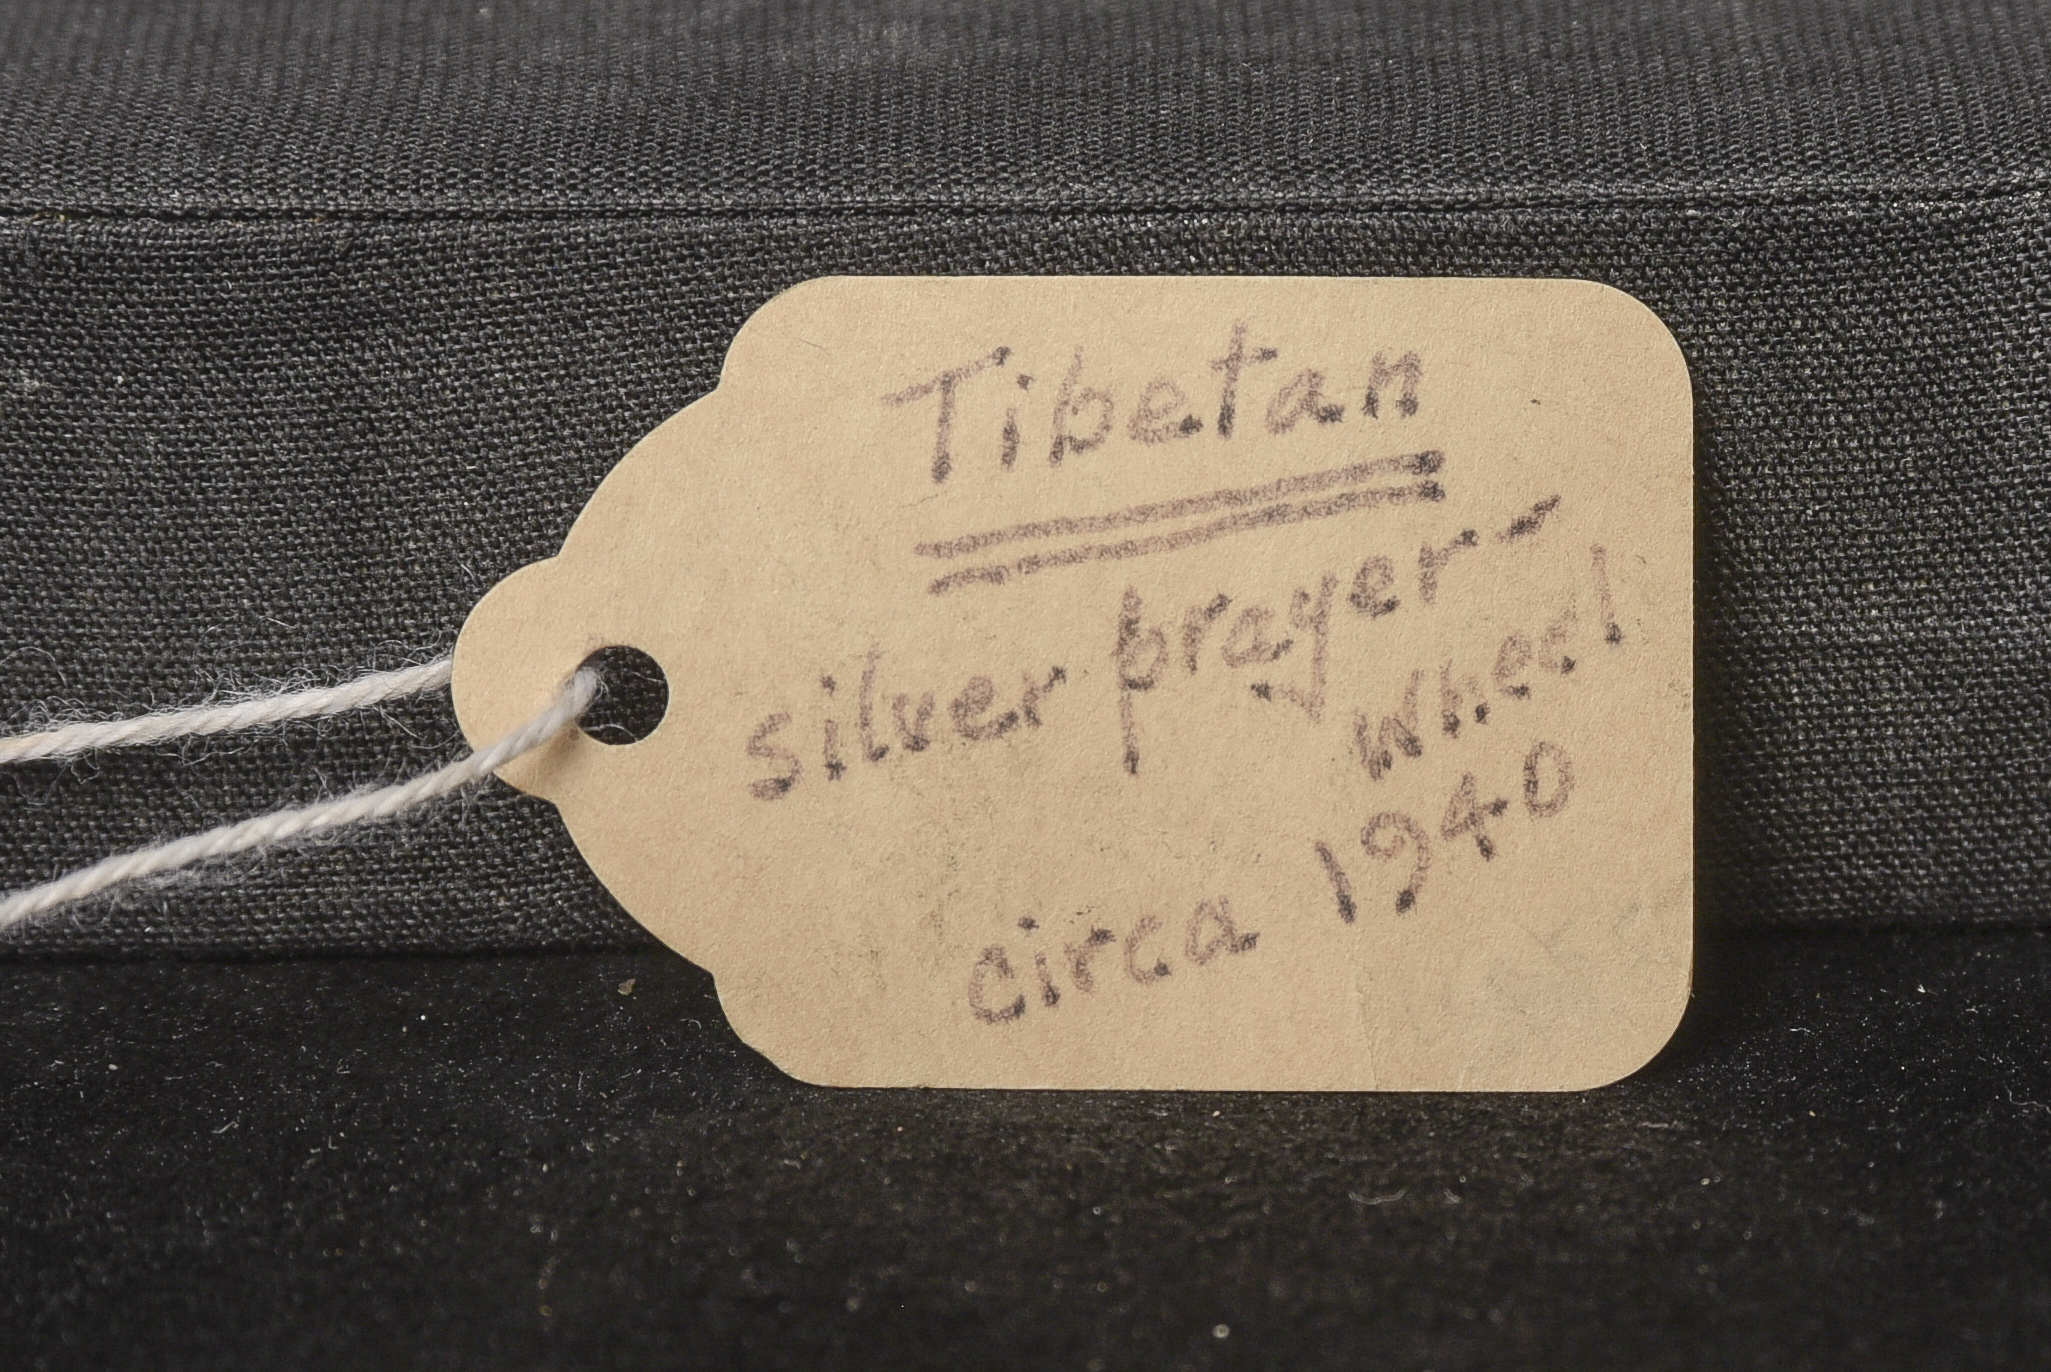 Tibetan
silver prayer-
wheel
circa 1940